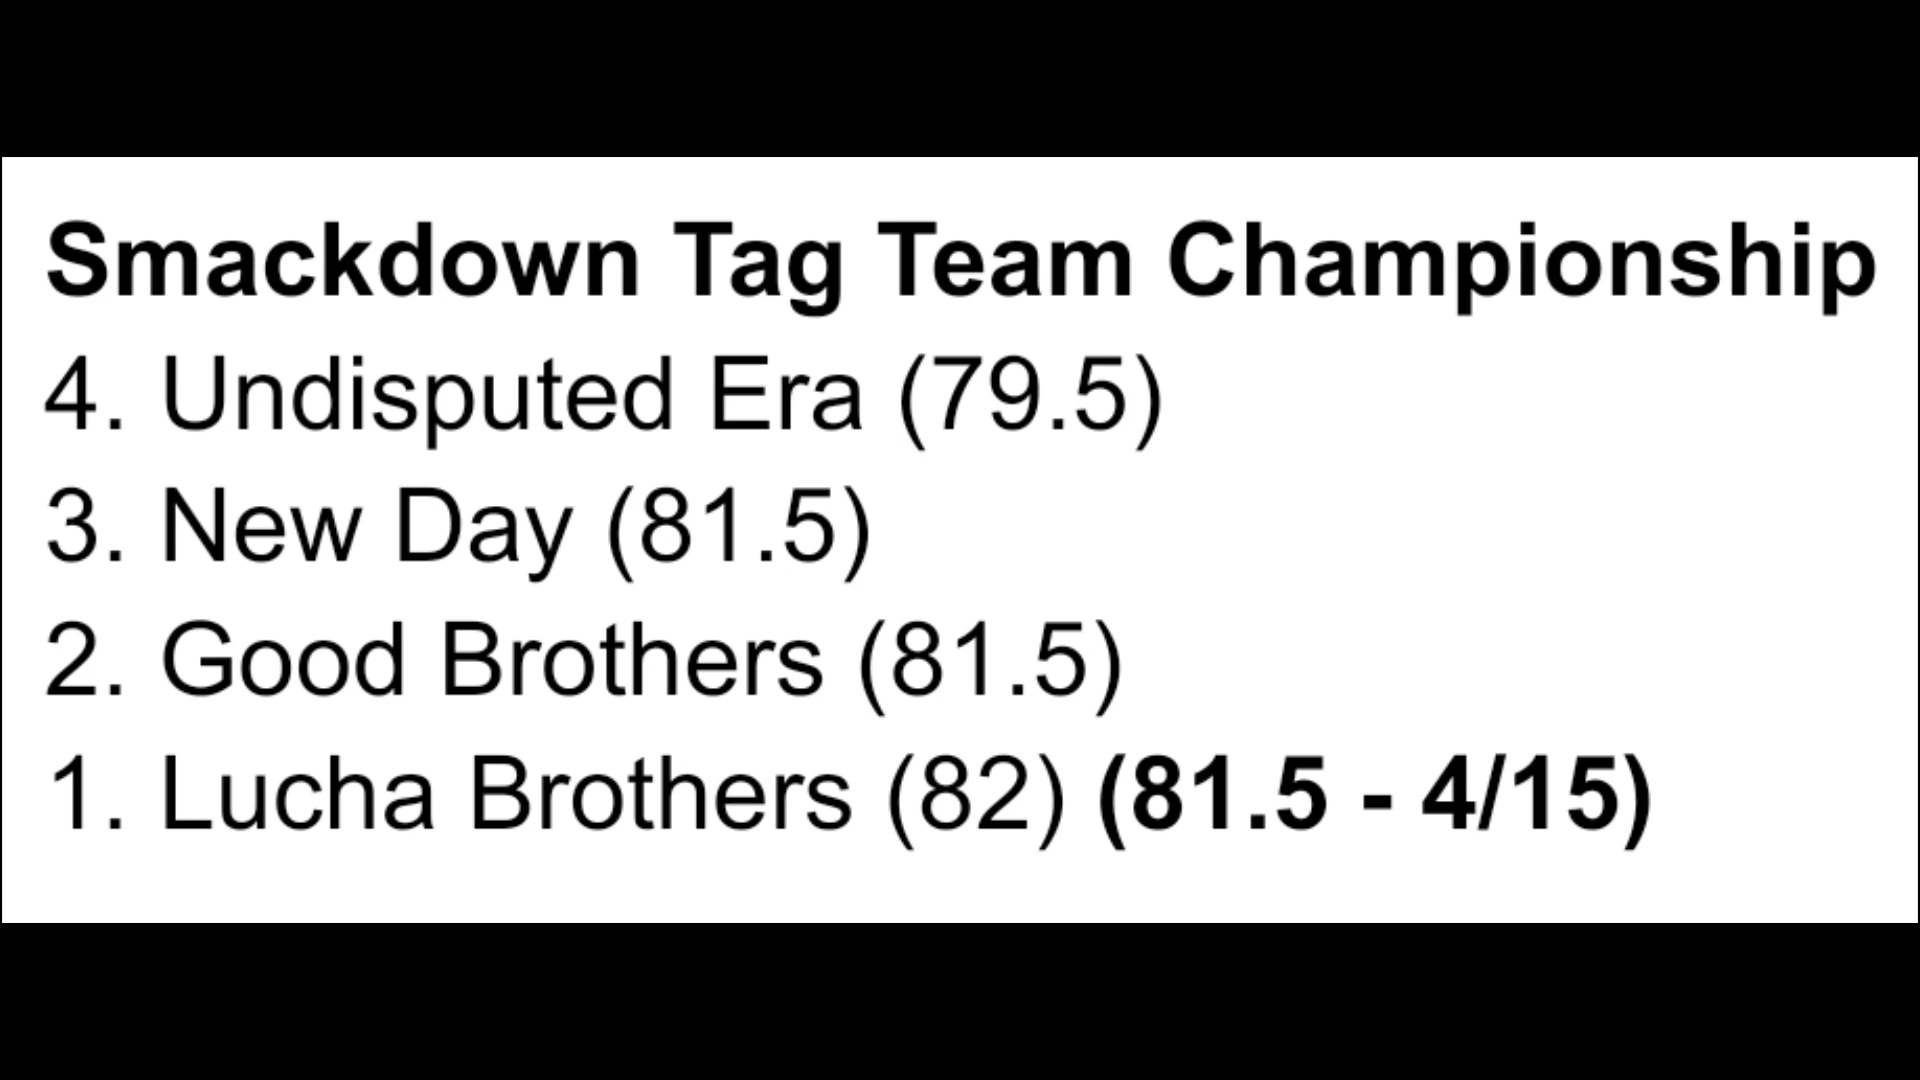 Smackdown Tag Team Championship
4. Undisputed Era (79.5)
3. New Day (81.5)
2. Good Brothers (81.5)
1. Lucha Brothers (82) (81.5 - 4/15)